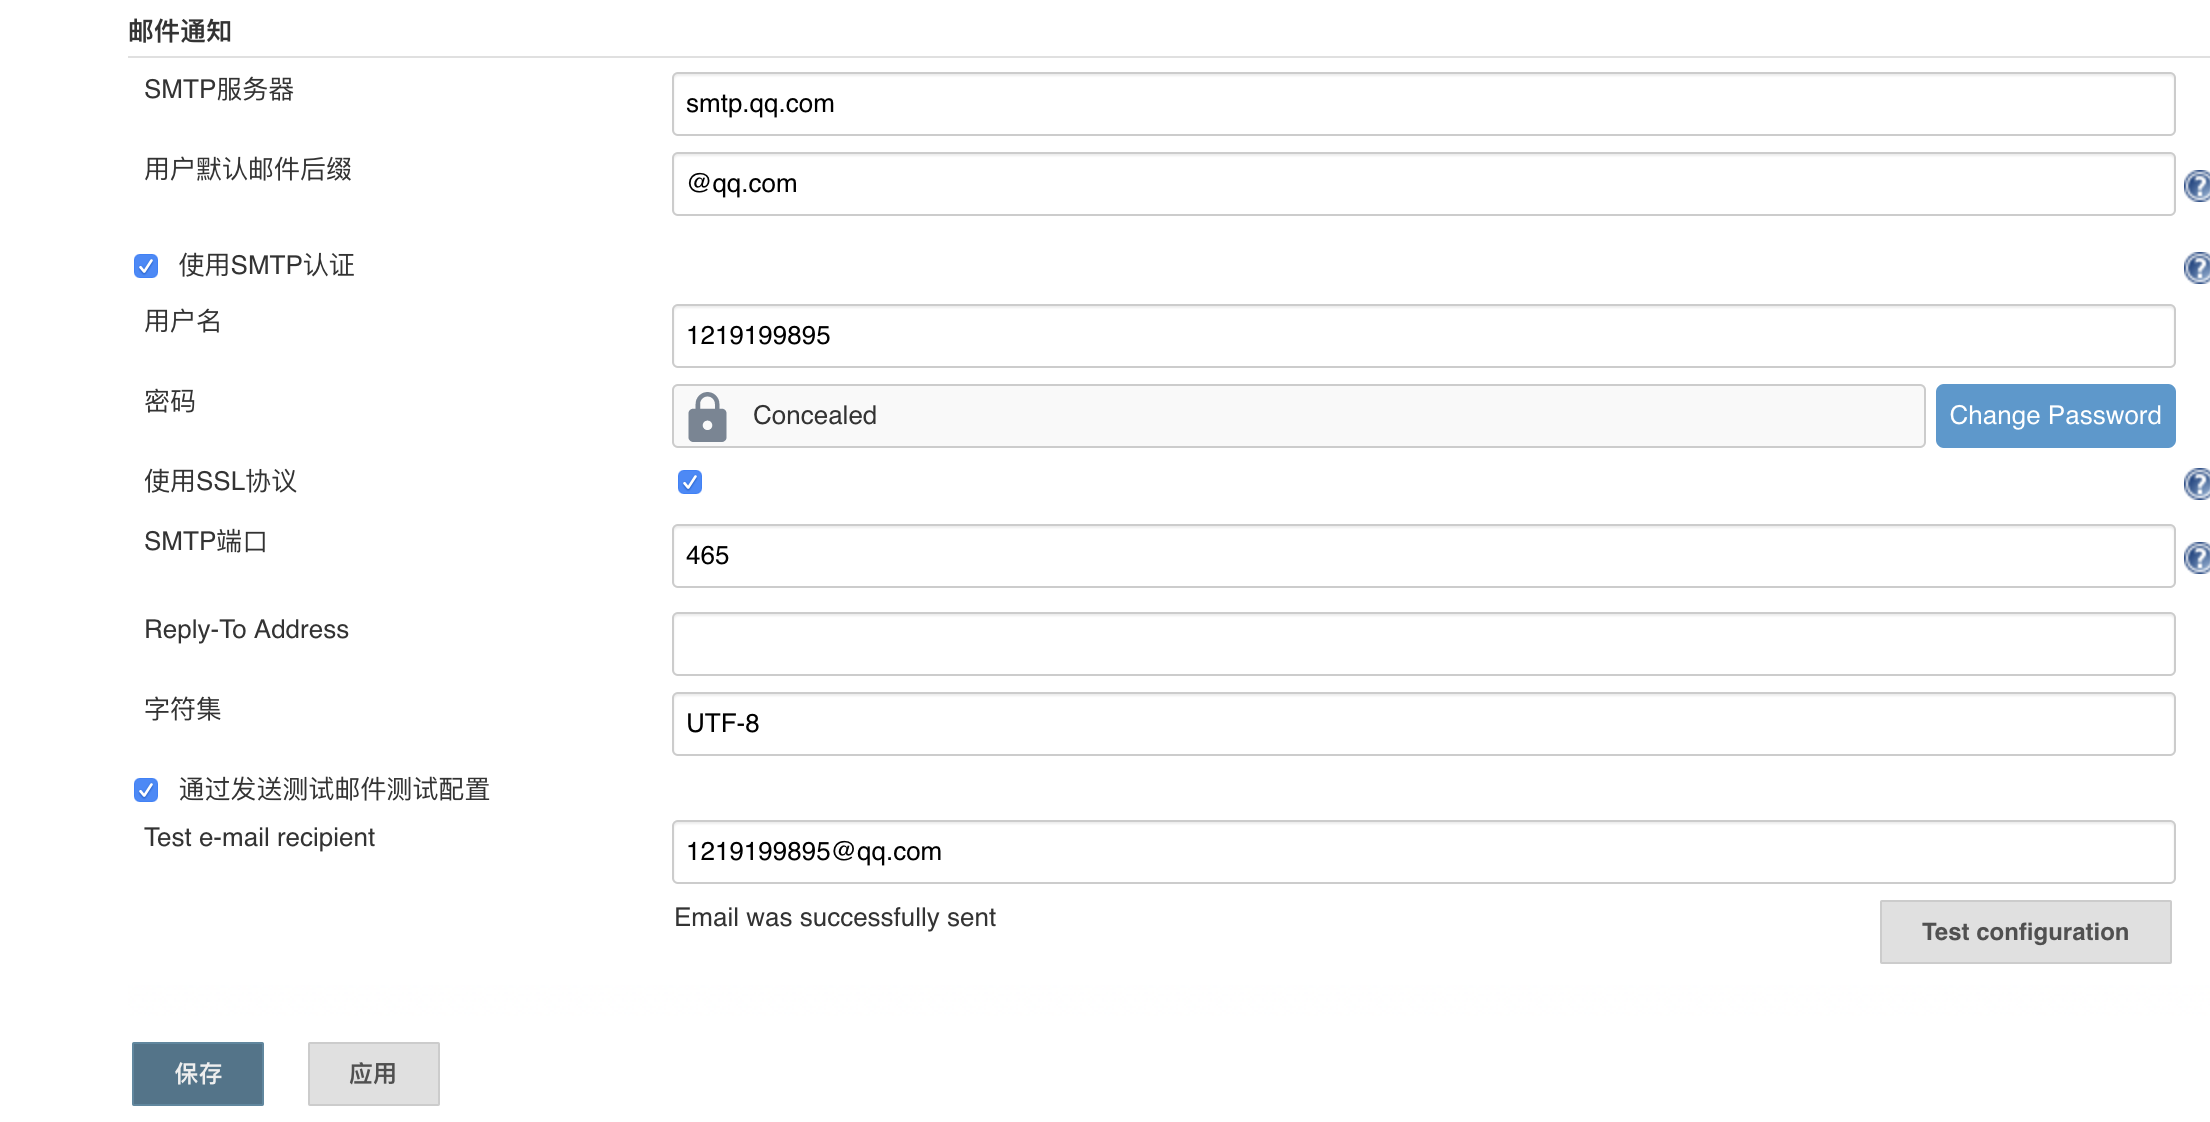 邮件通知
SMTP服务器
smtp.qq.com
用户默认邮件后缀
@qq.com
使用SMTP认证
用户名
1219199895
密码
Concealed
Change Password
使用SSL协议
SMTP端口
465
Reply-To Address
字符集
UTF-8
通过发送测试邮件测试配置
Test e-mail recipient
1219199895@qq.com
Email was successfully sent
Test configuration
保存
应用